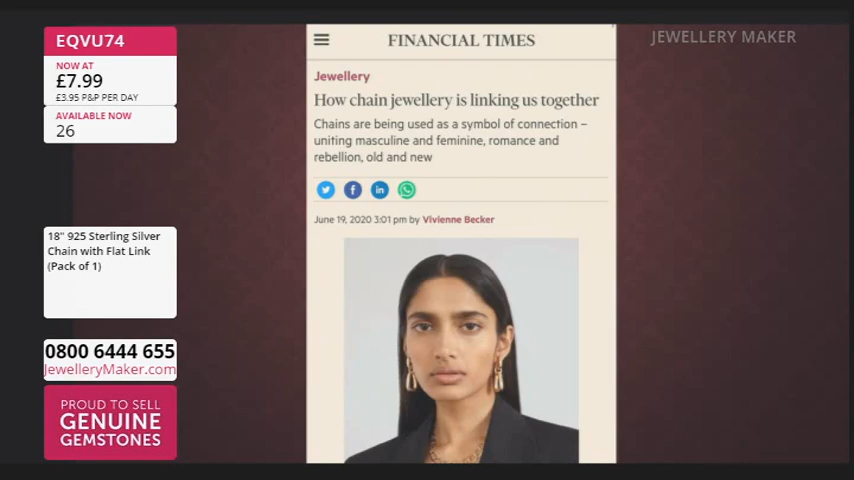 EQVU74
NOW AT
£7.99
£3.95 P&P PER DAY
AVAILABLE NOW
26
18" 925 Sterling Silver
Chain with Flat Link
(Pack of 1)
0800 6444 655
JewelleryMaker.com
PROUD TO SELL
GENUINE
GEMSTONES
FINANCIAL TIMES
Jewellery
How chain jewellery is linking us together
Chains are being used as a symbol of connection –
uniting masculine and feminine, romance and
rebellion, old and new
June 19, 2020 3:01 pm by Vivienne Becker
JEWELLERY MAKER